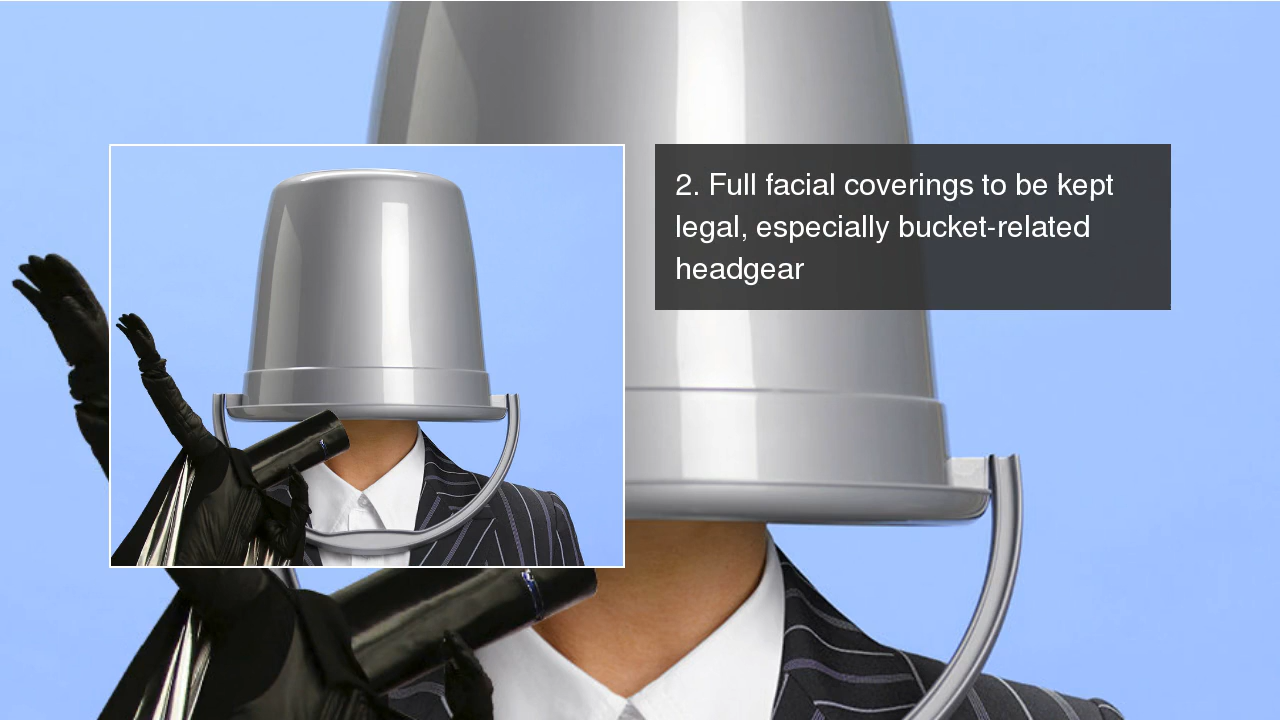 2. Full facial coverings to be kept
legal, especially bucket-related
headgear